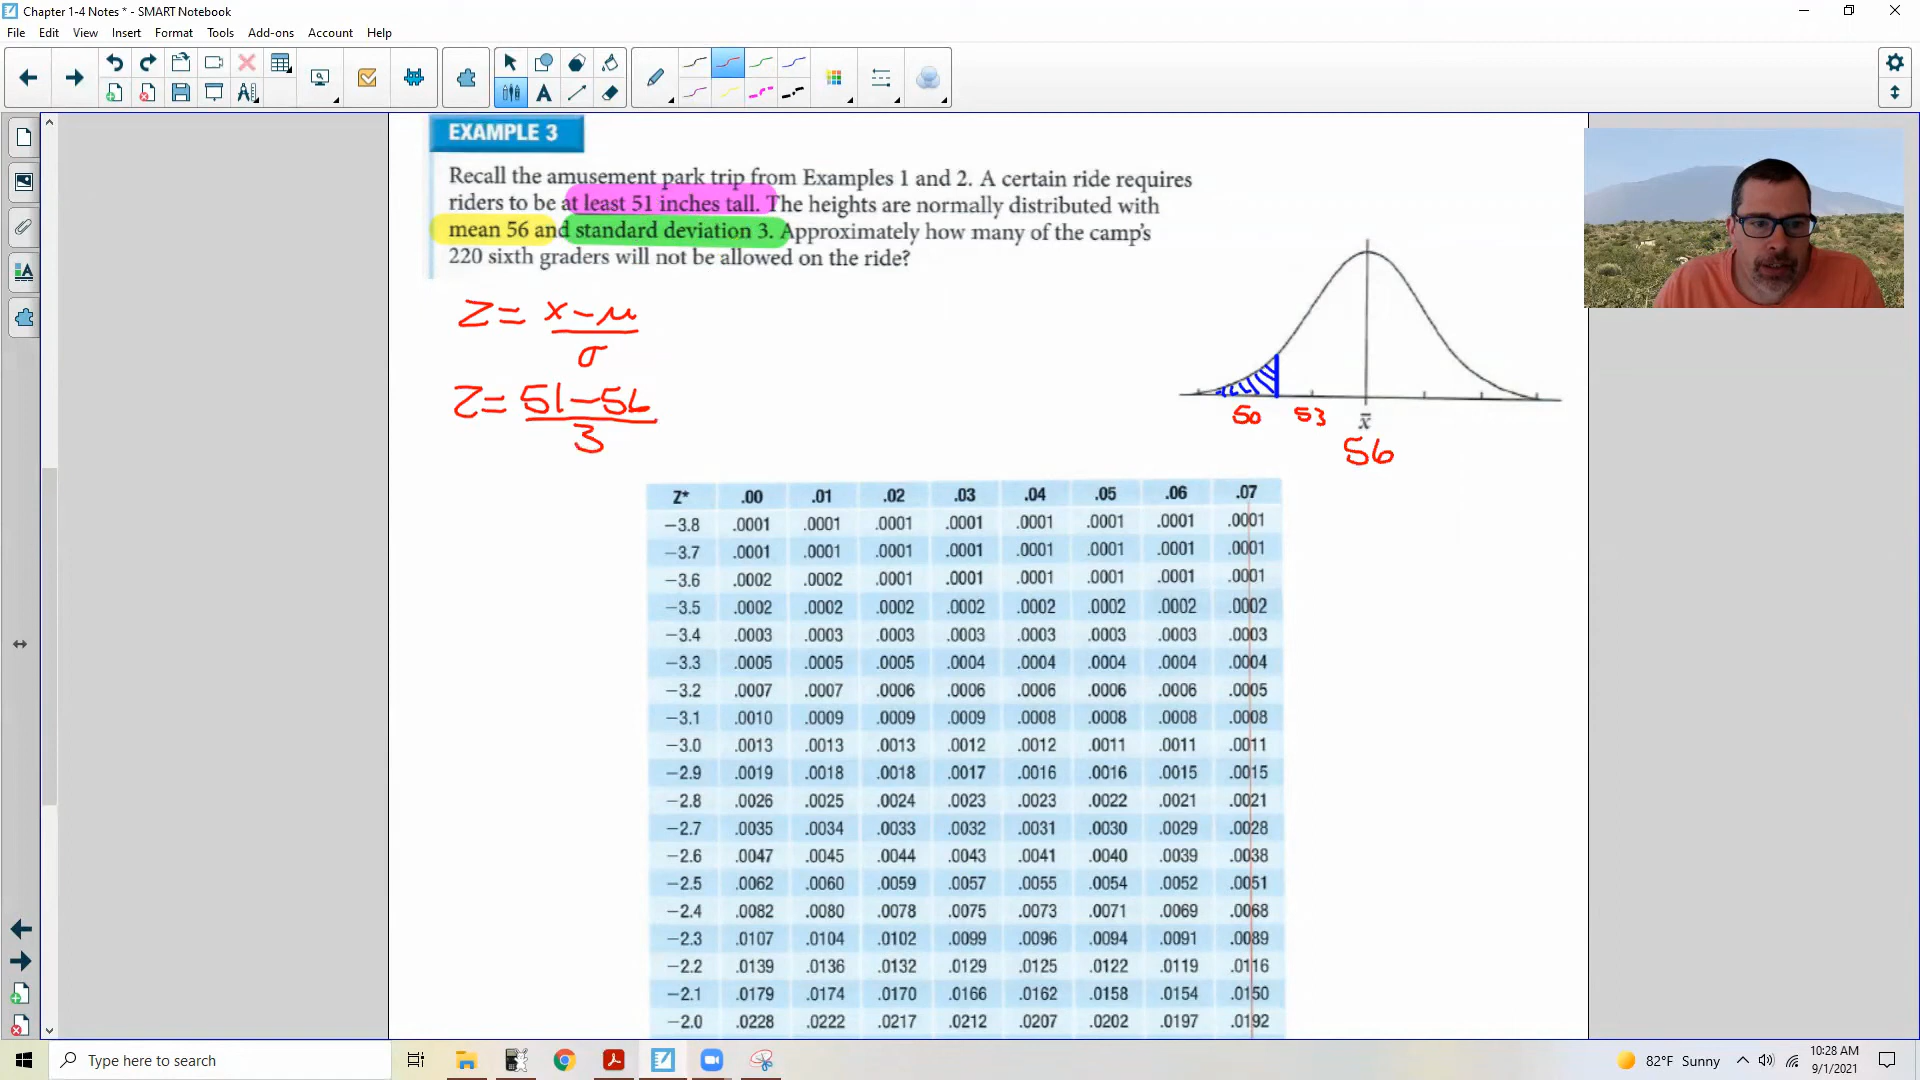 Chapter 1-4 Notes * - SMART Notebook
File Edit View Insert Format Tools Add-ons Account Help
EXAMPLE 3
Recall the amusement park trip from Examples 1 and 2. A certain ride requires
riders to be at least 51 inches tall. The heights are normally distributed with
mean 56 and standard deviation 3. Approximately how many of the camp's
220 sixth graders will not be allowed on the ride?
z = x - μ
σ
z = 51 - 56
3
50 53 x̄
56
Z* .00 .01 .02 .03 .04 .05 .06 .07
−3.8 .0001 .0001 .0001 .0001 .0001 .0001 .0001 .0001
−3.7 .0001 .0001 .0001 .0001 .0001 .0001 .0001 .0001
−3.6 .0002 .0002 .0001 .0001 .0001 .0001 .0001 .0001
−3.5 .0002 .0002 .0002 .0002 .0002 .0002 .0002 .0002
−3.4 .0003 .0003 .0003 .0003 .0003 .0003 .0003 .0003
−3.3 .0005 .0005 .0005 .0004 .0004 .0004 .0004 .0004
−3.2 .0007 .0007 .0006 .0006 .0006 .0006 .0006 .0005
−3.1 .0010 .0009 .0009 .0009 .0008 .0008 .0008 .0008
−3.0 .0013 .0013 .0013 .0012 .0012 .0011 .0011 .0011
−2.9 .0019 .0018 .0018 .0017 .0016 .0016 .0015 .0015
−2.8 .0026 .0025 .0024 .0023 .0023 .0022 .0021 .0021
−2.7 .0035 .0034 .0033 .0032 .0031 .0030 .0029 .0028
−2.6 .0047 .0045 .0044 .0043 .0041 .0040 .0039 .0038
−2.5 .0062 .0060 .0059 .0057 .0055 .0054 .0052 .0051
−2.4 .0082 .0080 .0078 .0075 .0073 .0071 .0069 .0068
−2.3 .0107 .0104 .0102 .0099 .0096 .0094 .0091 .0089
−2.2 .0139 .0136 .0132 .0129 .0125 .0122 .0119 .0116
−2.1 .0179 .0174 .0170 .0166 .0162 .0158 .0154 .0150
−2.0 .0228 .0222 .0217 .0212 .0207 .0202 .0197 .0192
Type here to search
82°F Sunny
10:28 AM
9/1/2021